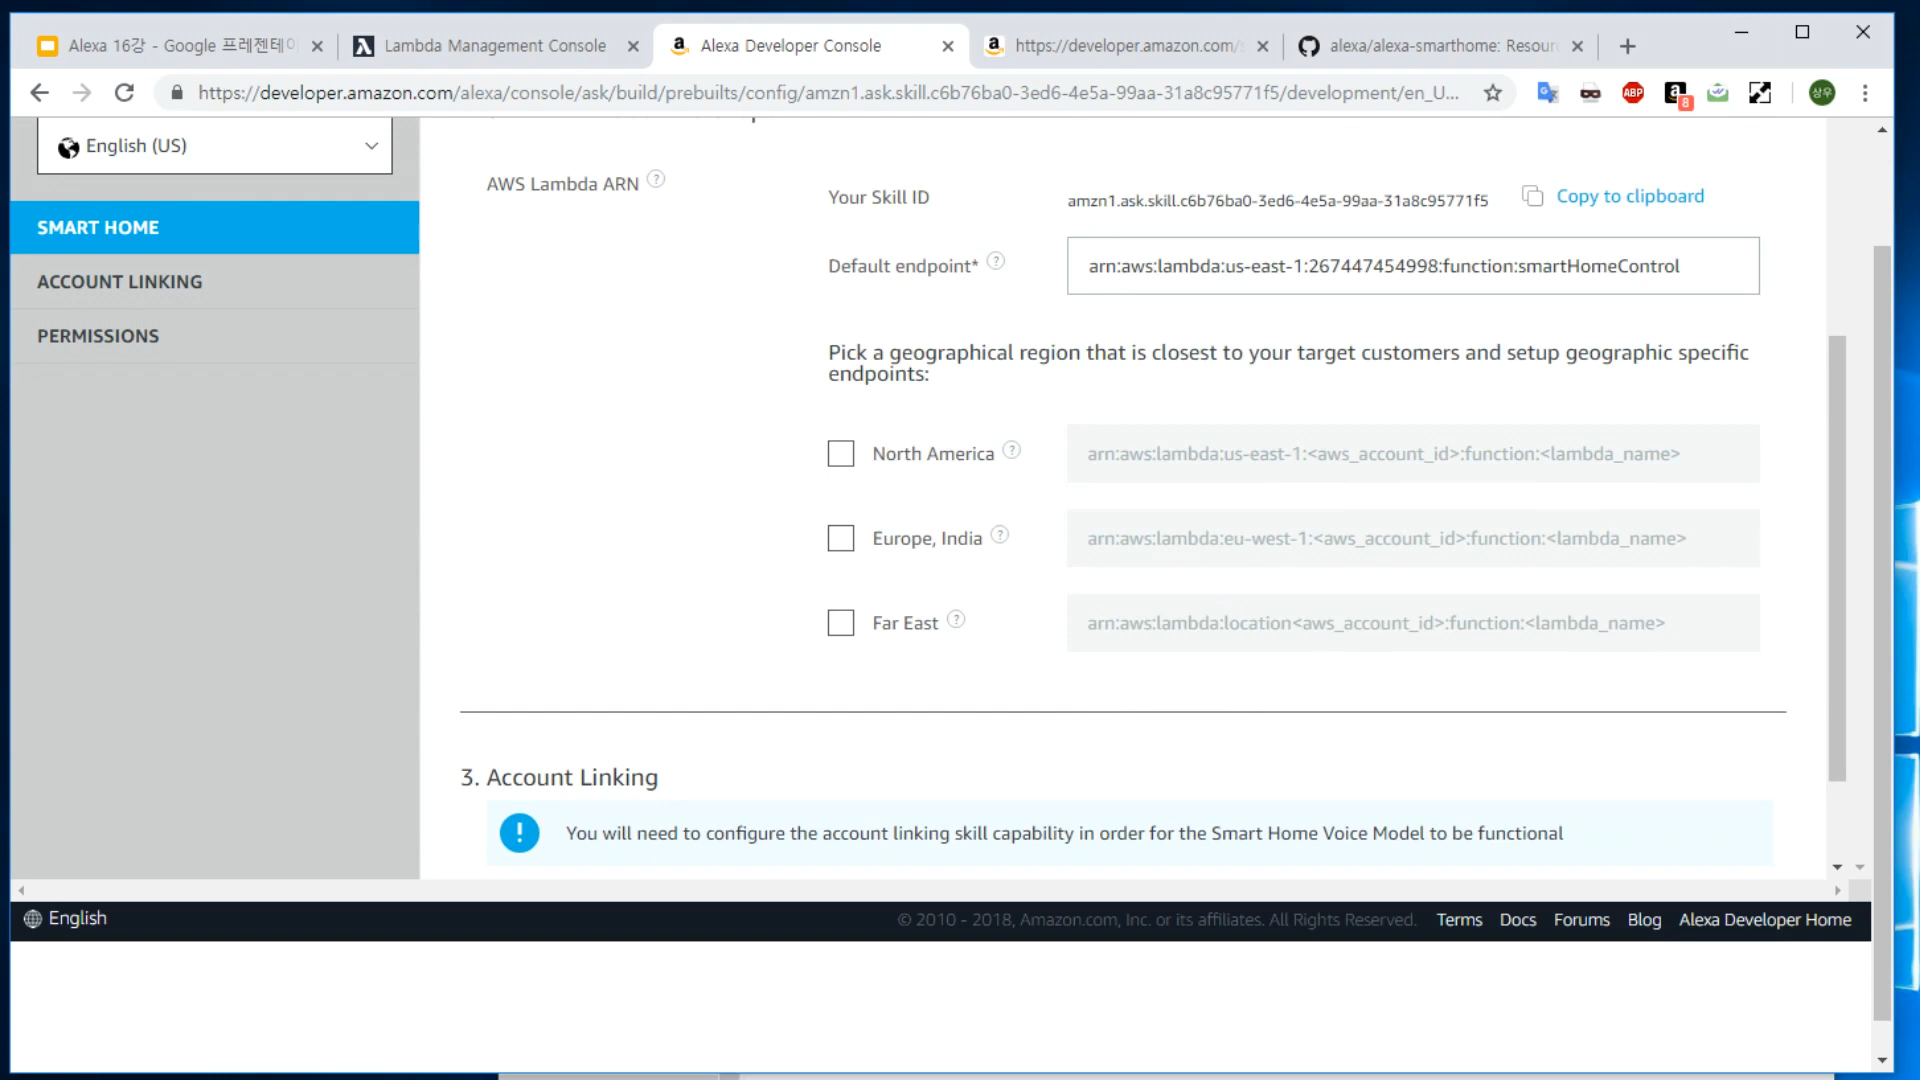 Alexa 16강 - Google 프레젠테이
Lambda Management Console
Alexa Developer Console
https://developer.amazon.com/s
alexa/alexa-smarthome: Resour
https://developer.amazon.com/alexa/console/ask/build/prebuilts/config/amzn1.ask.skill.c6b76ba0-3ed6-4e5a-99aa-31a8c95771f5/development/en_U...
ABP
8
상우
English (US)
SMART HOME
ACCOUNT LINKING
PERMISSIONS
AWS Lambda ARN ?
Your Skill ID
amzn1.ask.skill.c6b76ba0-3ed6-4e5a-99aa-31a8c95771f5
Copy to clipboard
Default endpoint* ?
arn:aws:lambda:us-east-1:267447454998:function:smartHomeControl
Pick a geographical region that is closest to your target customers and setup geographic specific
endpoints:
North America ?
arn:aws:lambda:us-east-1:<aws_account_id>:function:<lambda_name>
Europe, India ?
arn:aws:lambda:eu-west-1:<aws_account_id>:function:<lambda_name>
Far East ?
arn:aws:lambda:location<aws_account_id>:function:<lambda_name>
3. Account Linking
You will need to configure the account linking skill capability in order for the Smart Home Voice Model to be functional
English
© 2010 - 2018, Amazon.com, Inc. or its affiliates. All Rights Reserved.
Terms
Docs
Forums
Blog
Alexa Developer Home